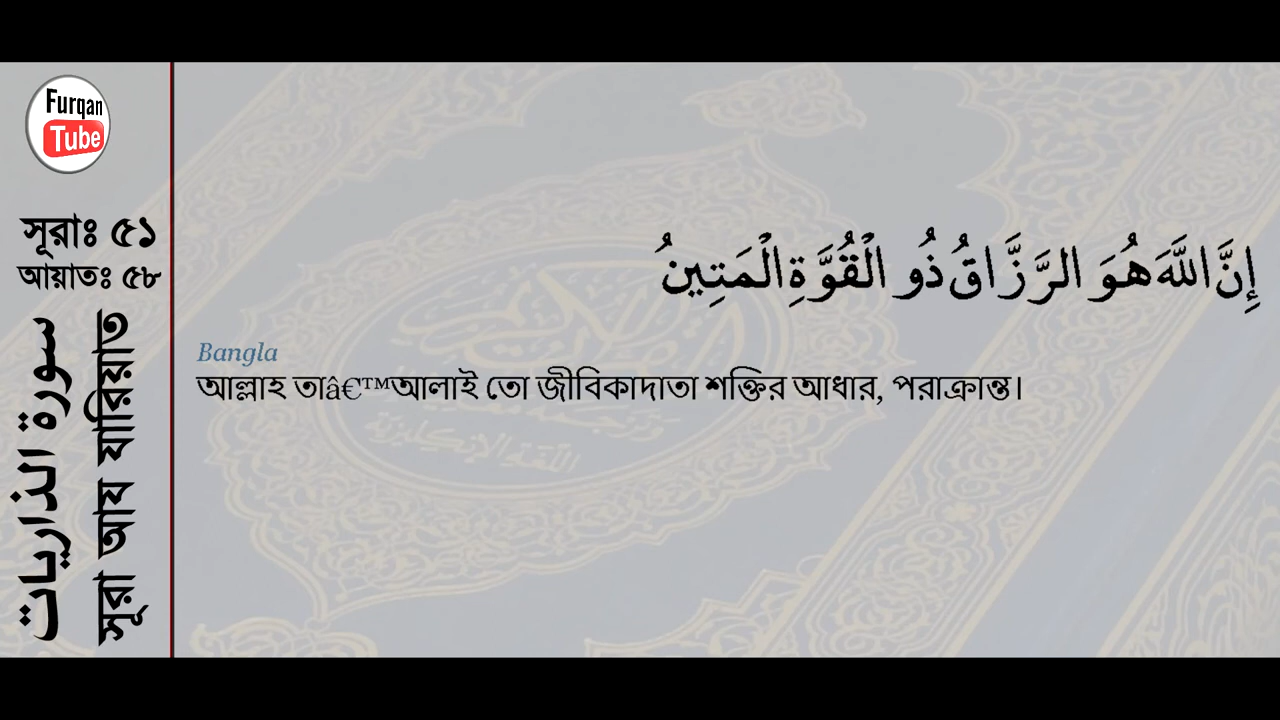 Furqan
Tube
সূরাঃ ৫১
আয়াতঃ ৫৮
سورة الذاريات
সূরা আয যারিয়াত
إِنَّ اللَّهَ هُوَ الرَّزَّاقُ ذُو الْقُوَّةِ الْمَتِينُ
Bangla
আল্লাহ তা’আলাই তো জীবিকাদাতা শক্তির আধার, পরাক্রান্ত।